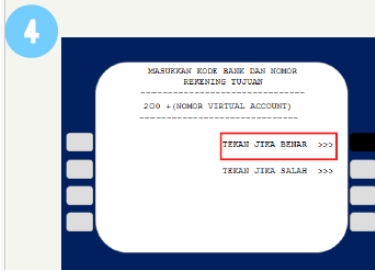 4
MASUKKAN KODE BANK DAN NOMOR
REKENING TUJUAN
--------------------------------
200 +(NOMOR VIRTUAL ACCOUNT)
--------------------------------
TEKAN JIKA BENAR >>>
TEKAN JIKA SALAH >>>